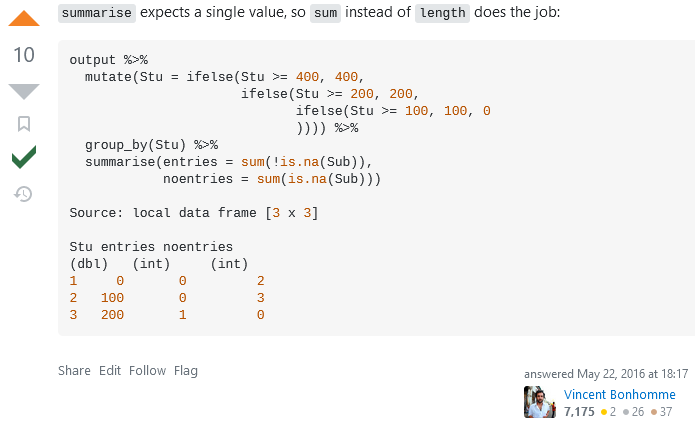 summarise expects a single value, so sum instead of length does the job:
10
output %>%
  mutate(Stu = ifelse(Stu >= 400, 400,
                      ifelse(Stu >= 200, 200,
                             ifelse(Stu >= 100, 100, 0
                             )))) %>%
  group_by(Stu) %>%
  summarise(entries = sum(!is.na(Sub)),
            noentries = sum(is.na(Sub)))
Source: local data frame [3 x 3]
Stu entries noentries
(dbl)   (int)     (int)
1     0       0         2
2   100       0         3
3   200       1         0
Share Edit Follow Flag
answered May 22, 2016 at 18:17
Vincent Bonhomme
7,175 2 26 37